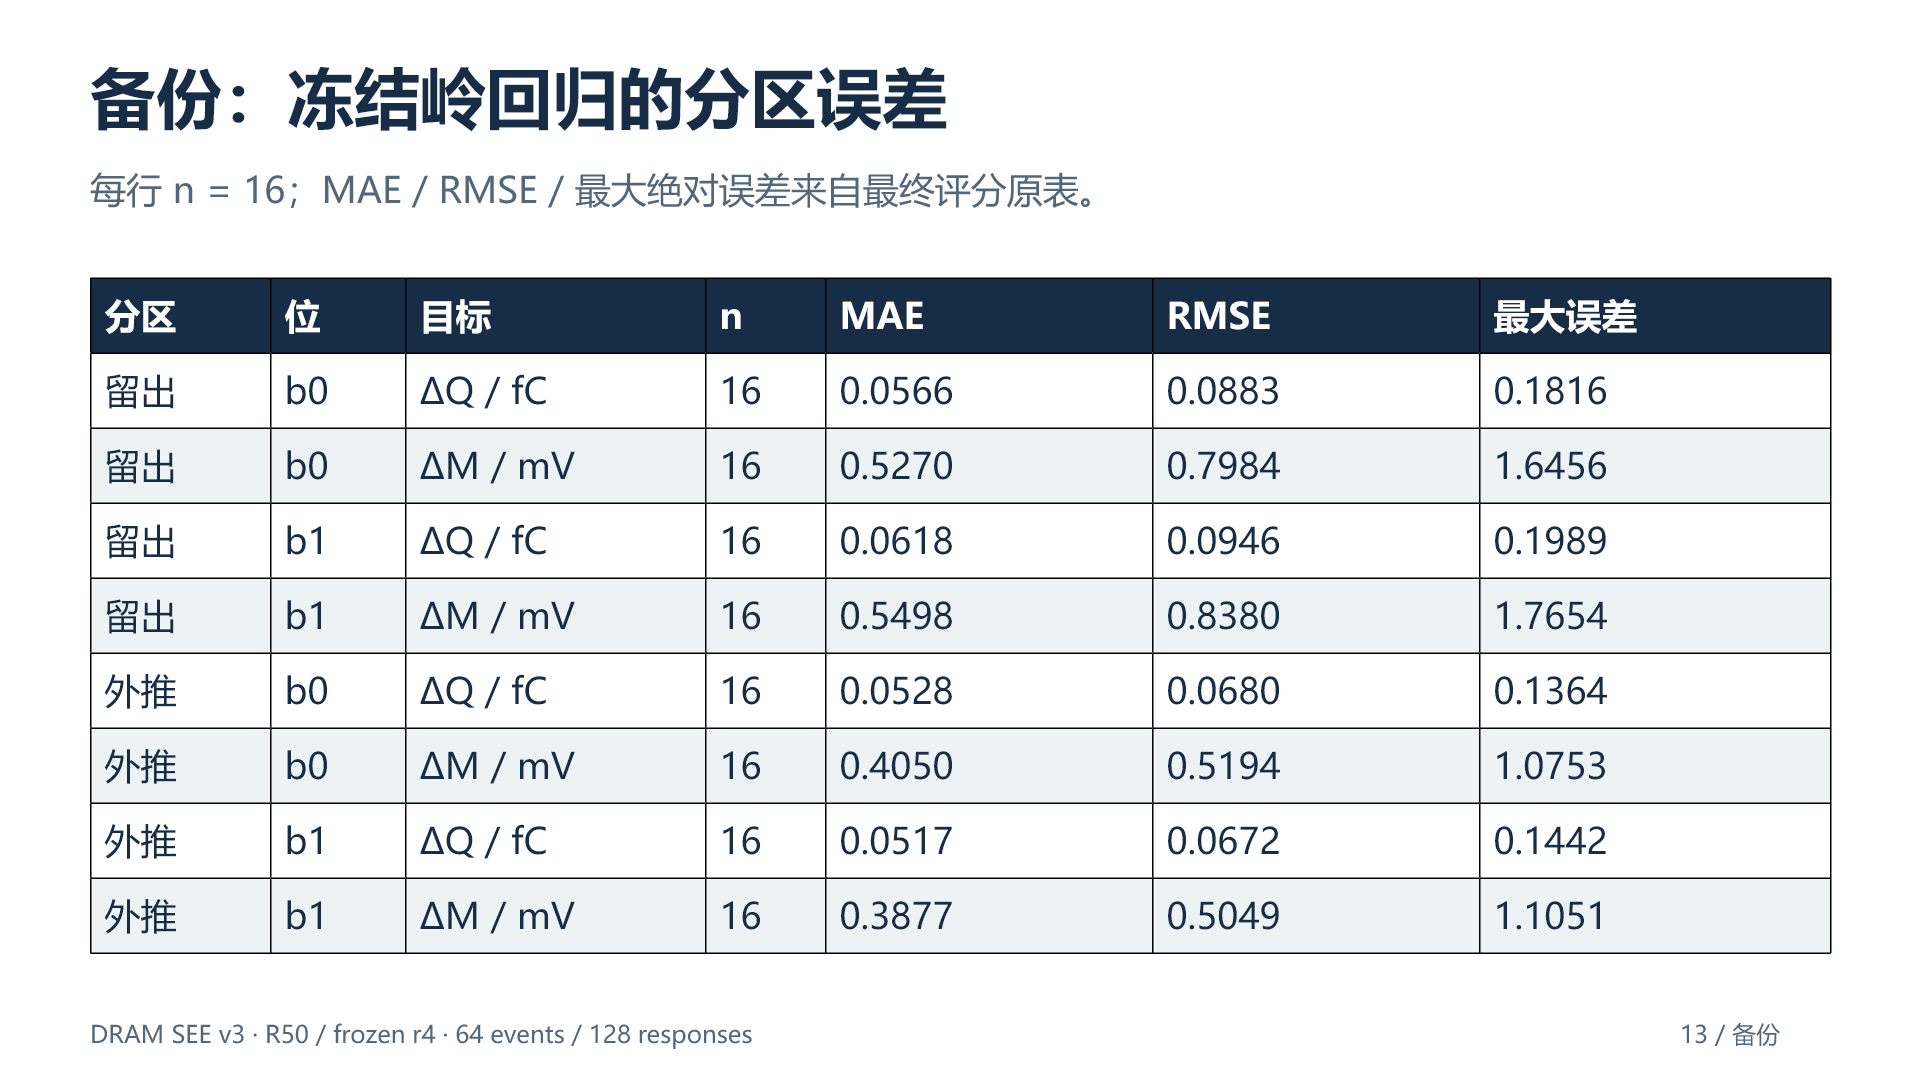 备份：冻结岭回归的分区误差
每行 n = 16；MAE / RMSE / 最大绝对误差来自最终评分原表。
分区 位 目标 n MAE RMSE 最大误差
留出 b0 ΔQ / fC 16 0.0566 0.0883 0.1816
留出 b0 ΔM / mV 16 0.5270 0.7984 1.6456
留出 b1 ΔQ / fC 16 0.0618 0.0946 0.1989
留出 b1 ΔM / mV 16 0.5498 0.8380 1.7654
外推 b0 ΔQ / fC 16 0.0528 0.0680 0.1364
外推 b0 ΔM / mV 16 0.4050 0.5194 1.0753
外推 b1 ΔQ / fC 16 0.0517 0.0672 0.1442
外推 b1 ΔM / mV 16 0.3877 0.5049 1.1051
DRAM SEE v3 · R50 / frozen r4 · 64 events / 128 responses
13 / 备份